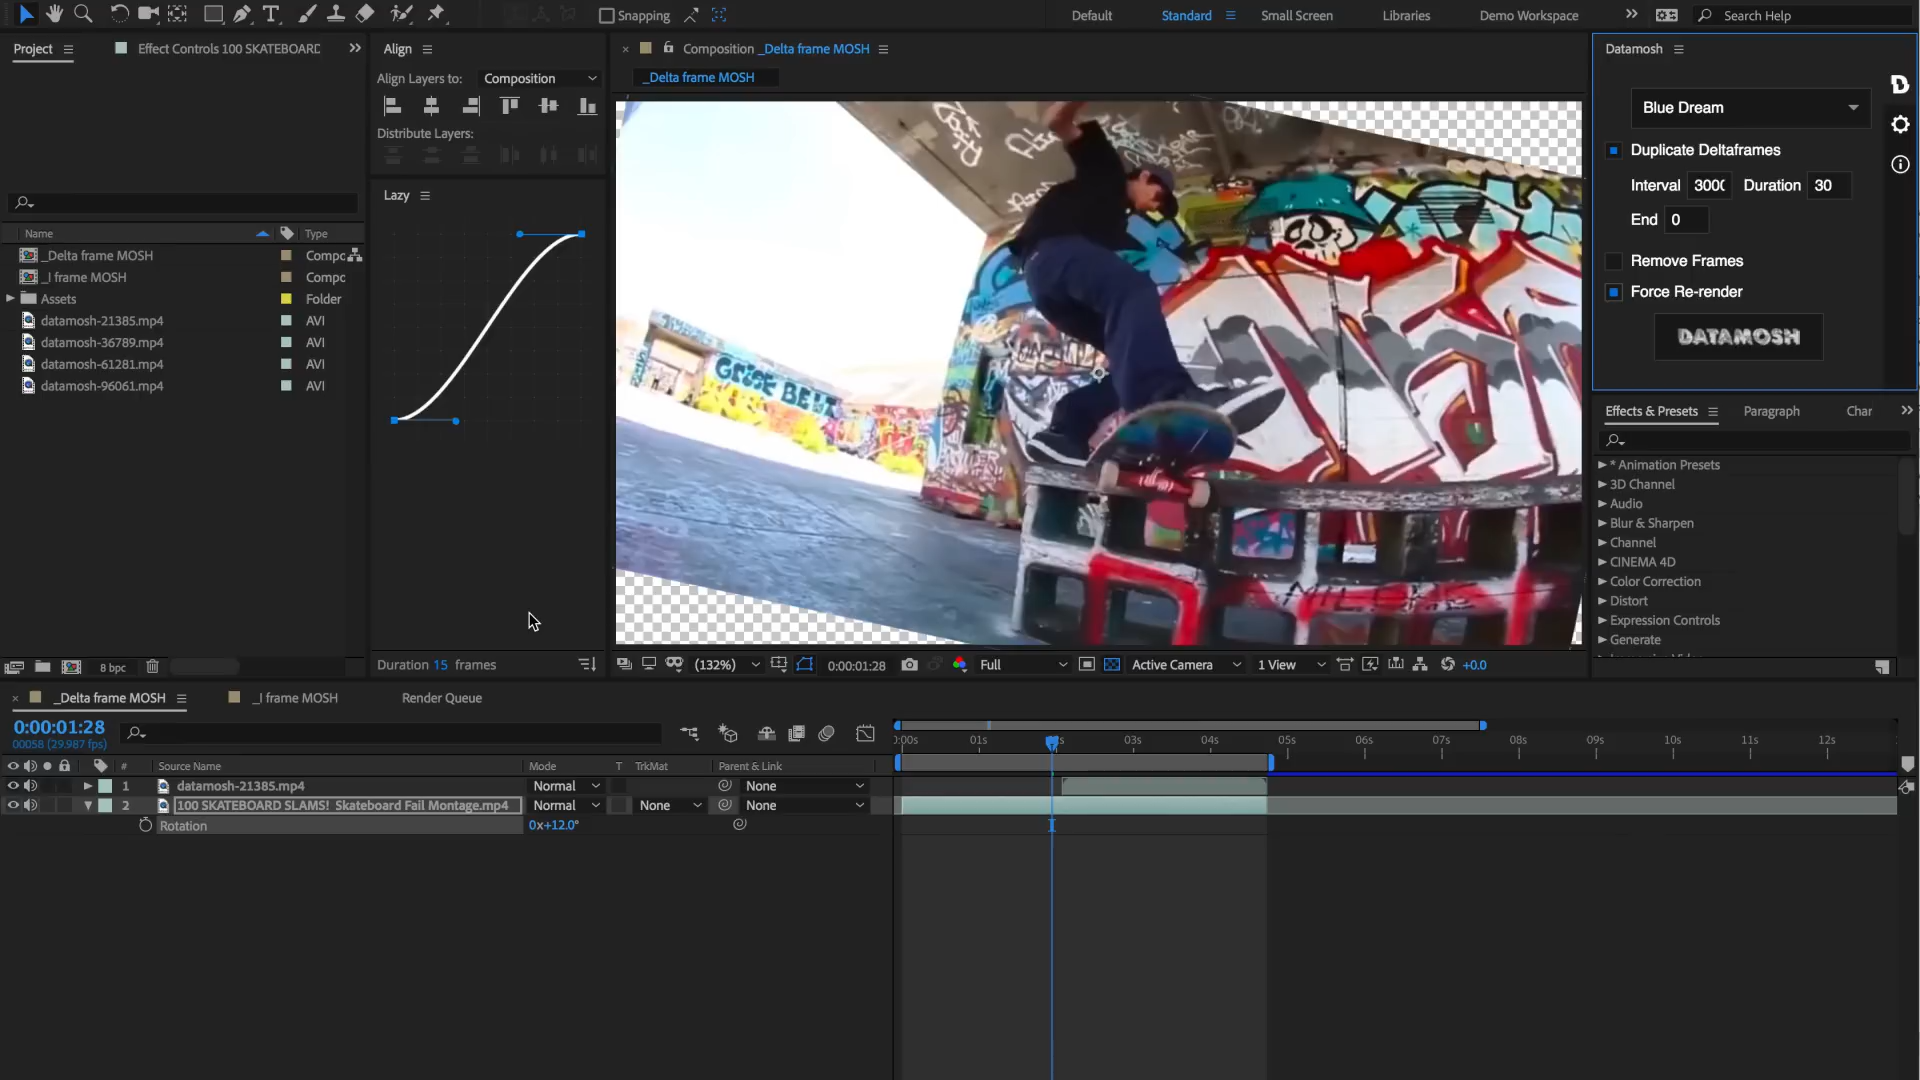 Snapping
Default
Standard
Small Screen
Libraries
Demo Workspace
Search Help
Project
Effect Controls 100 SKATEBOARD
Align
Composition _Delta frame MOSH
Datamosh
_Delta frame MOSH
Align Layers to:
Composition
Distribute Layers:
Blue Dream
Duplicate Deltaframes
Interval 300
Duration 30
End 0
Remove Frames
Force Re-render
DATAMOSH
Lazy
Name
Type
_Delta frame MOSH
Compc
_I frame MOSH
Compc
Assets
Folder
datamosh-21385.mp4
AVI
datamosh-36789.mp4
AVI
datamosh-61281.mp4
AVI
datamosh-96061.mp4
AVI
Effects & Presets
Paragraph
Char
* Animation Presets
3D Channel
Audio
Blur & Sharpen
Channel
CINEMA 4D
Color Correction
Distort
Expression Controls
Generate
8 bpc
Duration 15 frames
(132%)
0:00:01:28
Full
Active Camera
1 View
+0.0
_Delta frame MOSH
_I frame MOSH
Render Queue
0:00:01:28
00058 (29.987 fps)
:00s
01s
03s
04s
05s
06s
07s
08s
09s
10s
11s
12s
#
Source Name
Mode
T
TrkMat
Parent & Link
1
datamosh-21385.mp4
Normal
None
2
100 SKATEBOARD SLAMS! Skateboard Fail Montage.mp4
Normal
None
None
Rotation
0x+12.0°